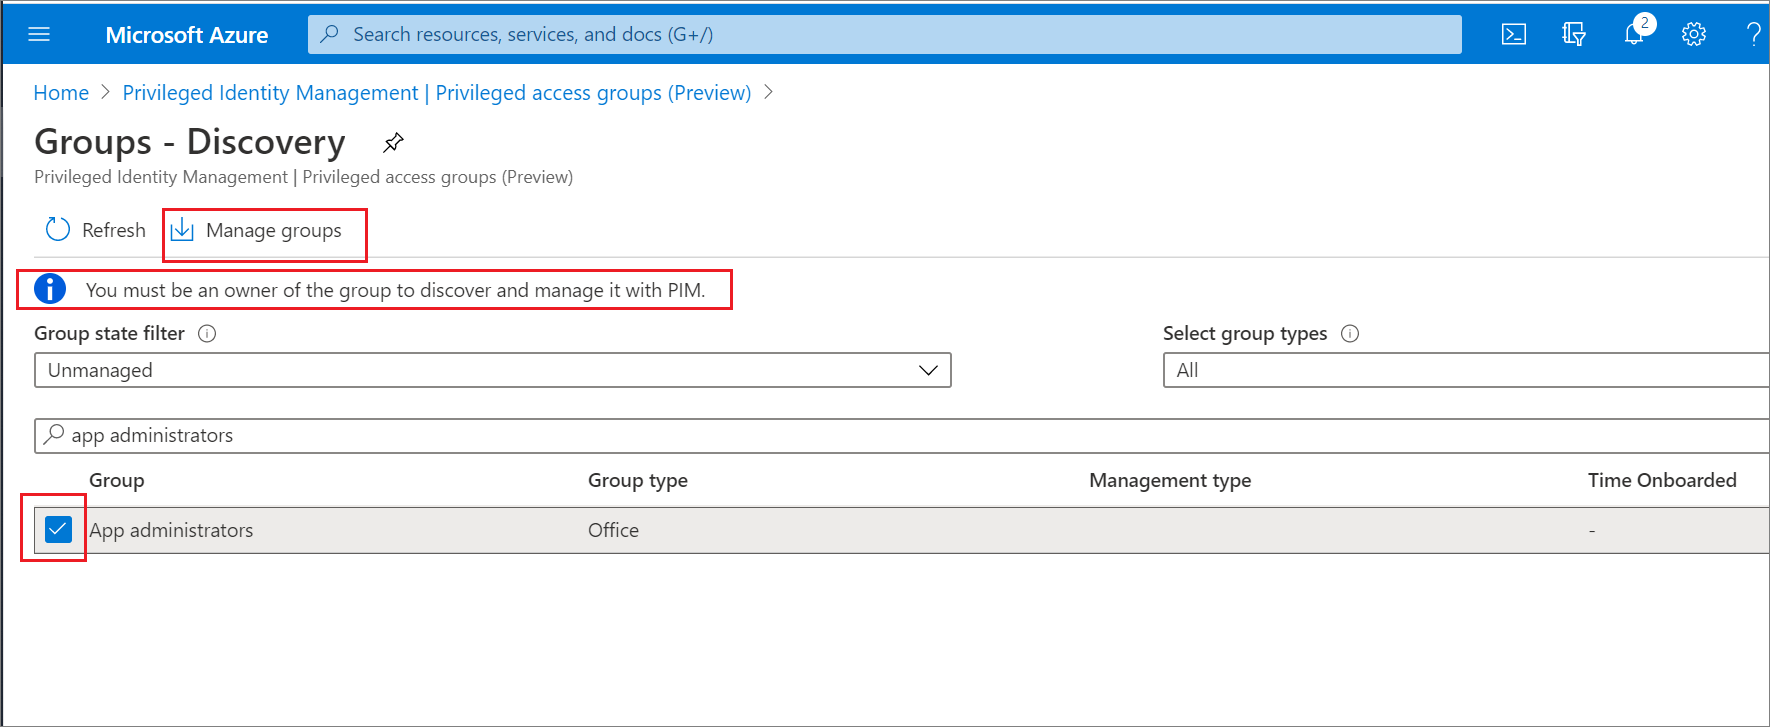 Microsoft Azure Search resources, services, and docs (G+/) 2
Home > Privileged Identity Management | Privileged access groups (Preview) >
Groups - Discovery
Privileged Identity Management | Privileged access groups (Preview)
Refresh Manage groups
You must be an owner of the group to discover and manage it with PIM.
Group state filter Select group types
Unmanaged All
app administrators
Group Group type Management type Time Onboarded
App administrators Office -